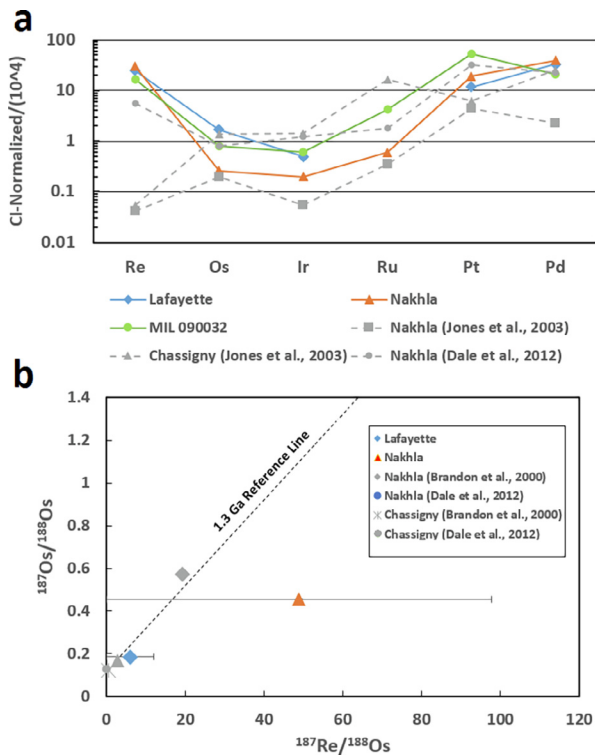 a
CI-Normalized/(10^4)
100
10
1
0.1
0.01
Re Os Ir Ru Pt Pd
Lafayette Nakhla
MIL 090032 Nakhla (Jones et al., 2003)
Chassigny (Jones et al., 2003) Nakhla (Dale et al., 2012)
b
187Os/188Os
1.4
1.2
1
0.8
0.6
0.4
0.2
0
1.3 Ga Reference Line
Lafayette
Nakhla
Nakhla (Brandon et al., 2000)
Nakhla (Dale et al., 2012)
Chassigny (Brandon et al., 2000)
Chassigny (Dale et al., 2012)
0 20 40 60 80 100 120
187Re/188Os